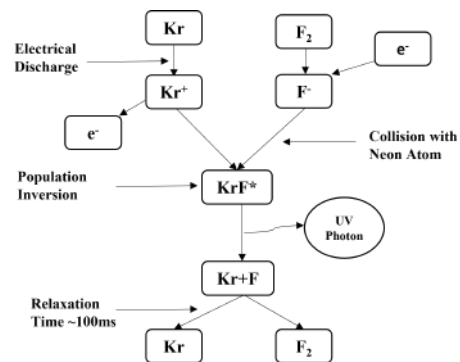 Kr
F₂
e⁻
Electrical
Discharge
Kr⁺
F⁻
e⁻
Collision with
Neon Atom
Population
Inversion
KrF*
UV
Photon
Kr+F
Relaxation
Time ~100ms
Kr
F₂